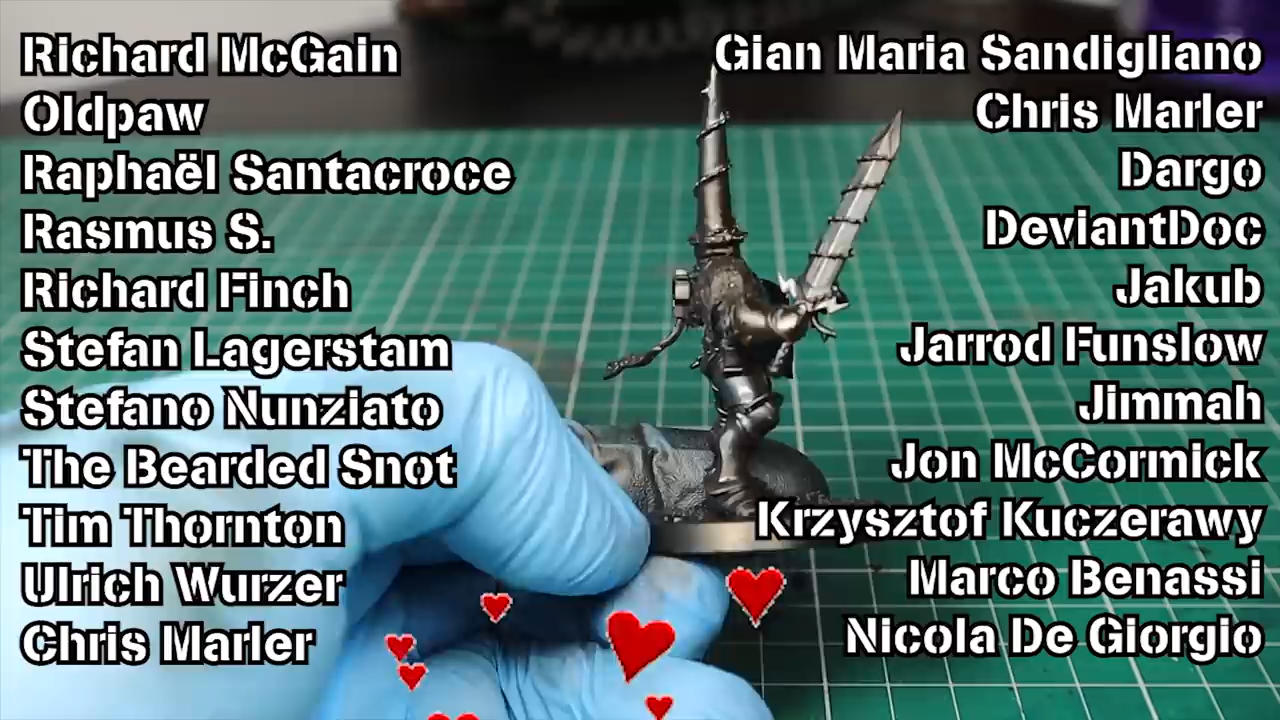 Richard McGain
Oldpaw
Raphaël Santacroce
Rasmus S.
Richard Finch
Stefan Lagerstam
Stefano Nunziato
The Bearded Snot
Tim Thornton
Ulrich Wurzer
Chris Marler
Gian Maria Sandigliano
Chris Marler
Dargo
DeviantDoc
Jakub
Jarrod Funslow
Jimmah
Jon McCormick
Krzysztof Kuczerawy
Marco Benassi
Nicola De Giorgio